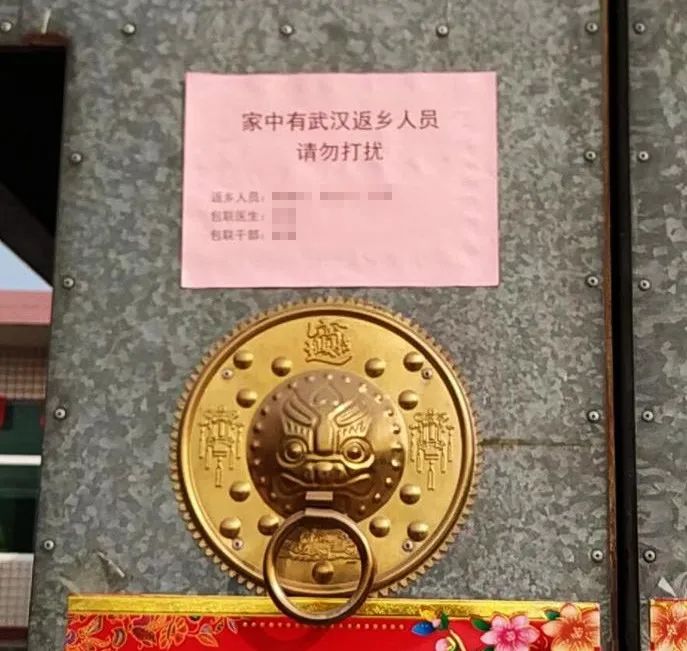 家中有武汉返乡人员
请勿打扰
返乡人员：
包联医生：
包联干部：